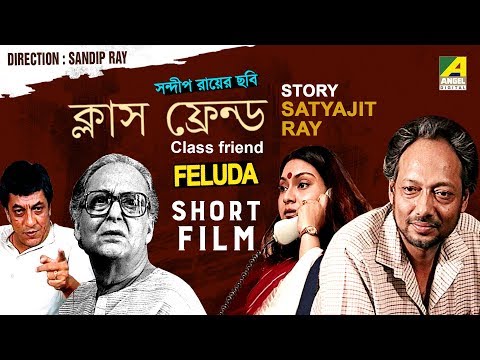 DIRECTION : SANDIP RAY
সন্দীপ রায়ের ছবি
ক্লাস ফ্রেন্ড
Class friend
FELUDA
SHORT
FILM
STORY
SATYAJIT
RAY
A
ANGEL
DIGITAL